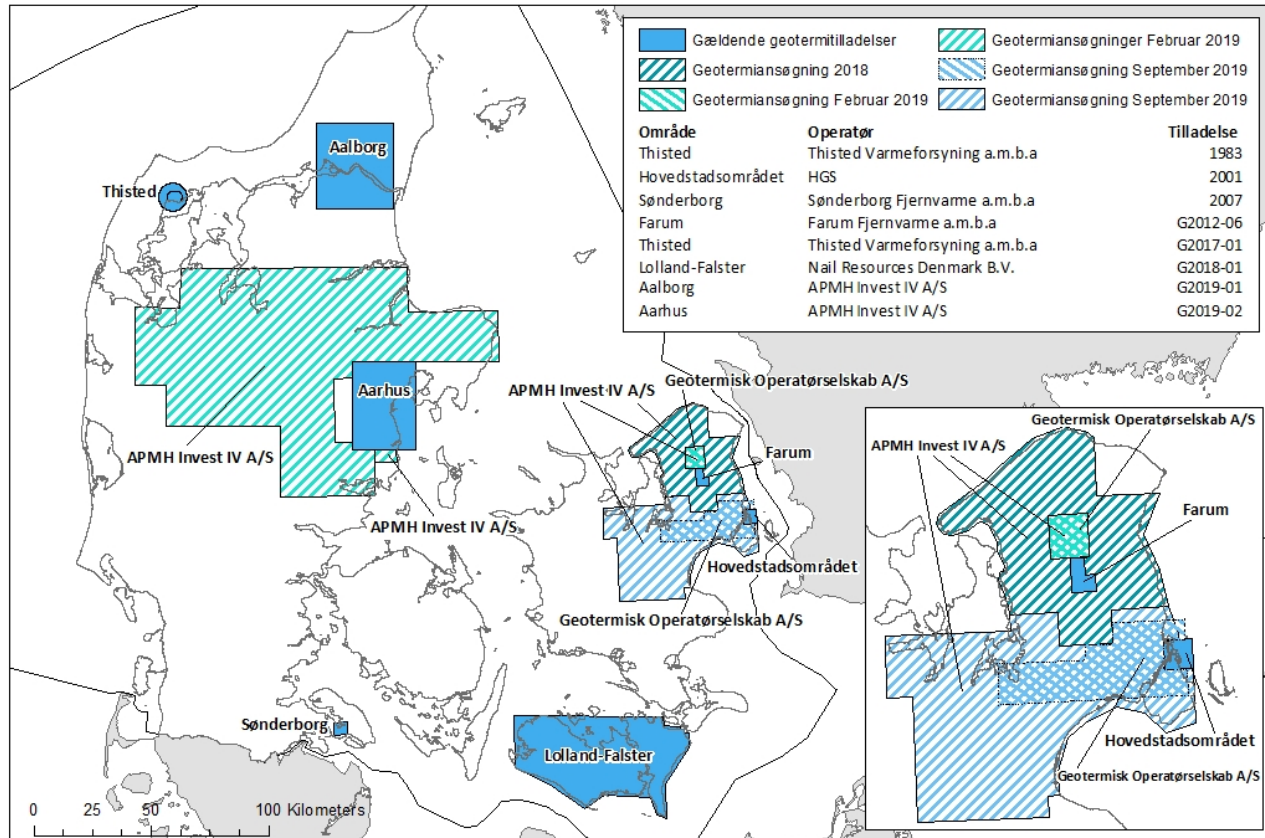 Gældende geotermitilladelser
Geotermiansøgning 2018
Geotermiansøgning Februar 2019
Geotermiansøgninger Februar 2019
Geotermiansøgning September 2019
Geotermiansøgning September 2019
Område Operatør Tilladelse
Thisted Thisted Varmeforsyning a.m.b.a 1983
Hovedstadsområdet HGS 2001
Sønderborg Sønderborg Fjernvarme a.m.b.a 2007
Farum Farum Fjernvarme a.m.b.a G2012-06
Thisted Thisted Varmeforsyning a.m.b.a G2017-01
Lolland-Falster Nail Resources Denmark B.V. G2018-01
Aalborg APMH Invest IV A/S G2019-01
Aarhus APMH Invest IV A/S G2019-02
Aalborg
Thisted
Aarhus
APMH Invest IV A/S
APMH Invest IV A/S
Geotermisk Operatørselskab A/S
APMH Invest IV A/S
Farum
Hovedstadsområdet
Geotermisk Operatørselskab A/S
Sønderborg
Lolland-Falster
0 25 50 100 Kilometers
Geotermisk Operatørselskab A/S
APMH Invest IV A/S
Farum
Hovedstadsområdet
Geotermisk Operatørselskab A/S